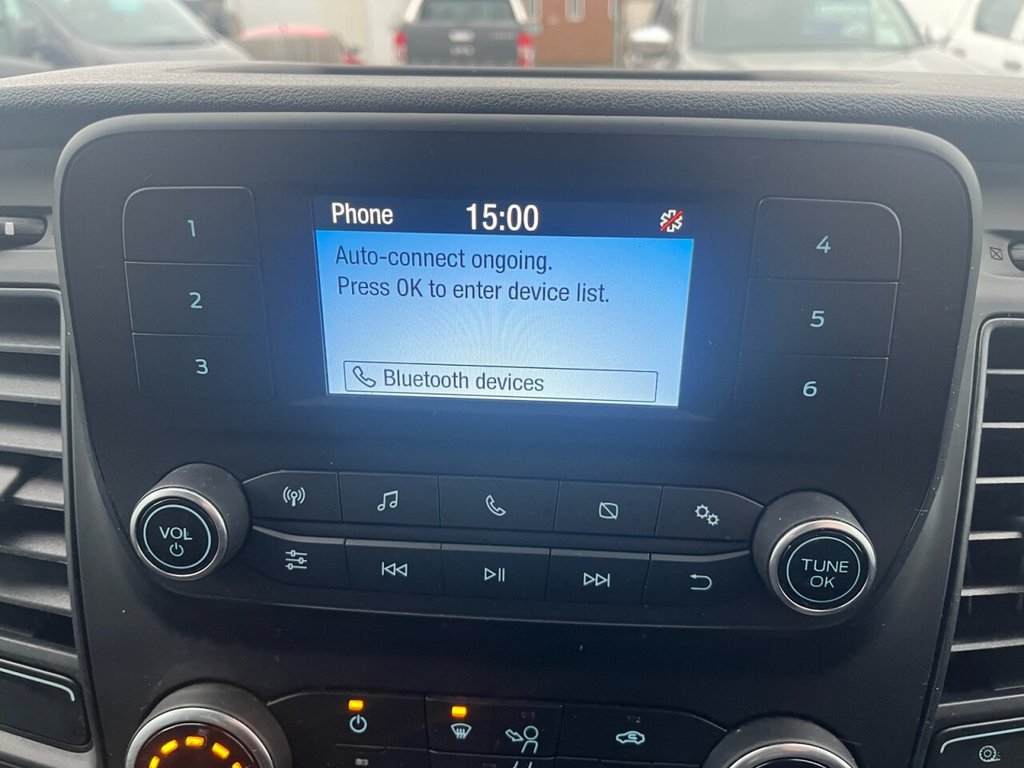 Phone 15:00
Auto-connect ongoing.
Press OK to enter device list.
Bluetooth devices
1
2
3
4
5
6
VOL
TUNE
OK